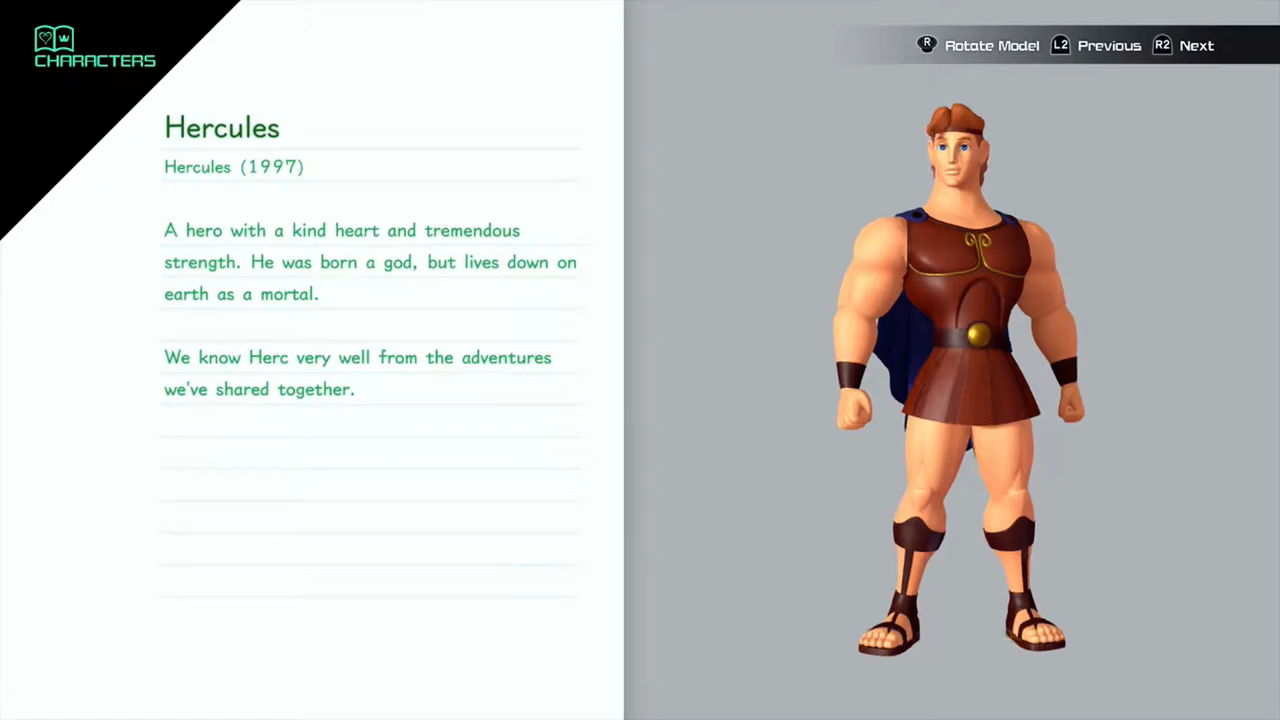 CHARACTERS
R Rotate Model L2 Previous R2 Next
Hercules
Hercules (1997)
A hero with a kind heart and tremendous
strength. He was born a god, but lives down on
earth as a mortal.
We know Herc very well from the adventures
we've shared together.